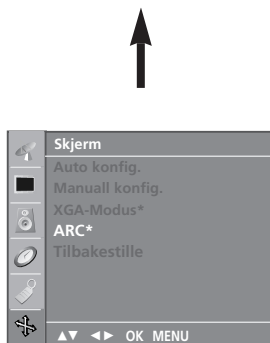 Skjerm
Auto konfig.
Manuall konfig.
XGA-Modus*
ARC*
Tilbakestille
▲▼ ◄► OK MENU